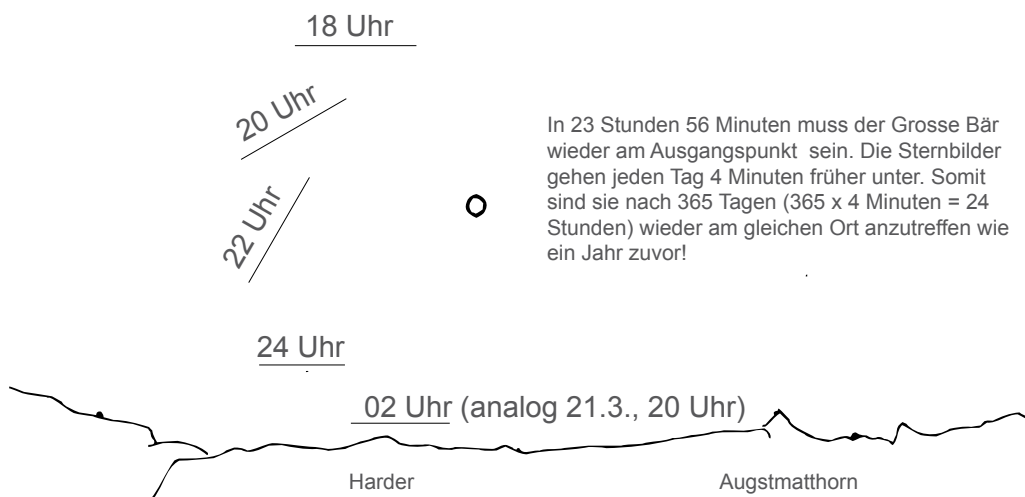 18 Uhr
20 Uhr
In 23 Stunden 56 Minuten muss der Grosse Bär
wieder am Ausgangspunkt sein. Die Sternbilder
gehen jeden Tag 4 Minuten früher unter. Somit
sind sie nach 365 Tagen (365 x 4 Minuten = 24
Stunden) wieder am gleichen Ort anzutreffen wie
ein Jahr zuvor!
22 Uhr
24 Uhr
02 Uhr (analog 21.3., 20 Uhr)
Harder
Augstmatthorn